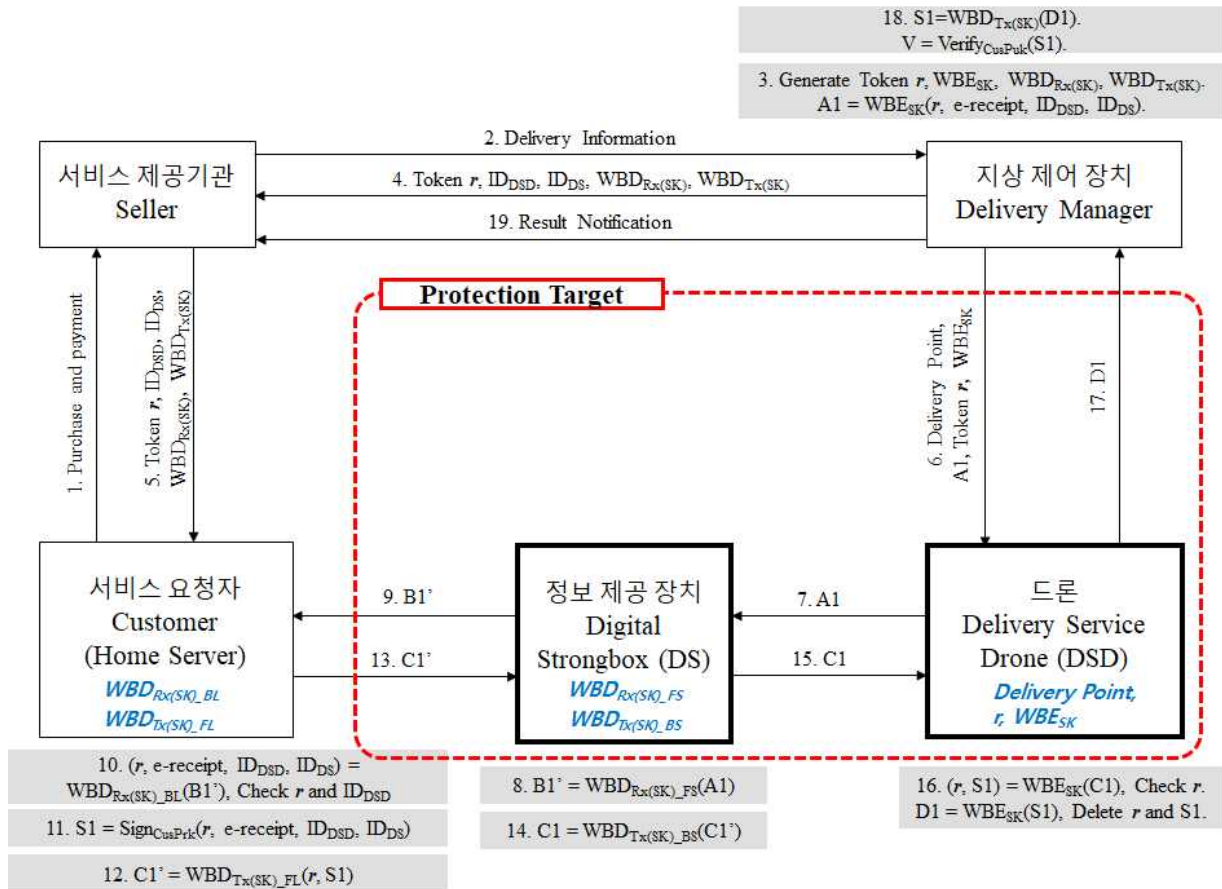 18. S1=WBD_Tx(SK)(D1).
V = Verify_CusPuk(S1).
3. Generate Token r, WBE_SK, WBD_Rx(SK), WBD_Tx(SK).
A1 = WBE_SK(r, e-receipt, ID_DSD, ID_DS).
2. Delivery Information
서비스 제공기관
Seller
4. Token r, ID_DSD, ID_DS, WBD_Rx(SK), WBD_Tx(SK)
지상 제어 장치
Delivery Manager
19. Result Notification
Protection Target
1. Purchase and payment
5. Token r, ID_DSD, ID_DS,
WBD_Rx(SK), WBD_Tx(SK)
6. Delivery Point,
A1, Token r, WBE_SK
17. D1
서비스 요청자
Customer
(Home Server)
WBD_Rx(SK)_BL
WBD_Tx(SK)_FL
9. B1’
13. C1’
정보 제공 장치
Digital
Strongbox (DS)
WBD_Rx(SK)_FS
WBD_Tx(SK)_BS
7. A1
15. C1
드론
Delivery Service
Drone (DSD)
Delivery Point,
r, WBE_SK
10. (r, e-receipt, ID_DSD, ID_DS) =
WBD_Rx(SK)_BL(B1’), Check r and ID_DSD
11. S1 = Sign_CusPrk(r, e-receipt, ID_DSD, ID_DS)
12. C1’ = WBD_Tx(SK)_FL(r, S1)
8. B1’ = WBD_Rx(SK)_FS(A1)
14. C1 = WBD_Tx(SK)_BS(C1’)
16. (r, S1) = WBE_SK(C1), Check r.
D1 = WBE_SK(S1), Delete r and S1.